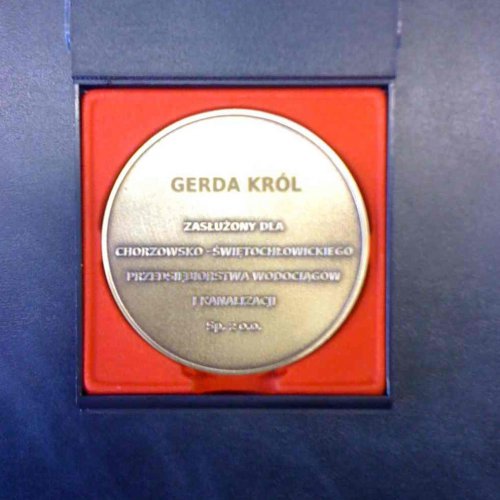 GERDA KRÓL
ZASŁUŻONY DLA
CHORZOWSKO - ŚWIĘTOCHŁOWICKIEGO
PRZEDSIĘBIORSTWA WODOCIĄGÓW
I KANALIZACJI
Sp. z o.o.